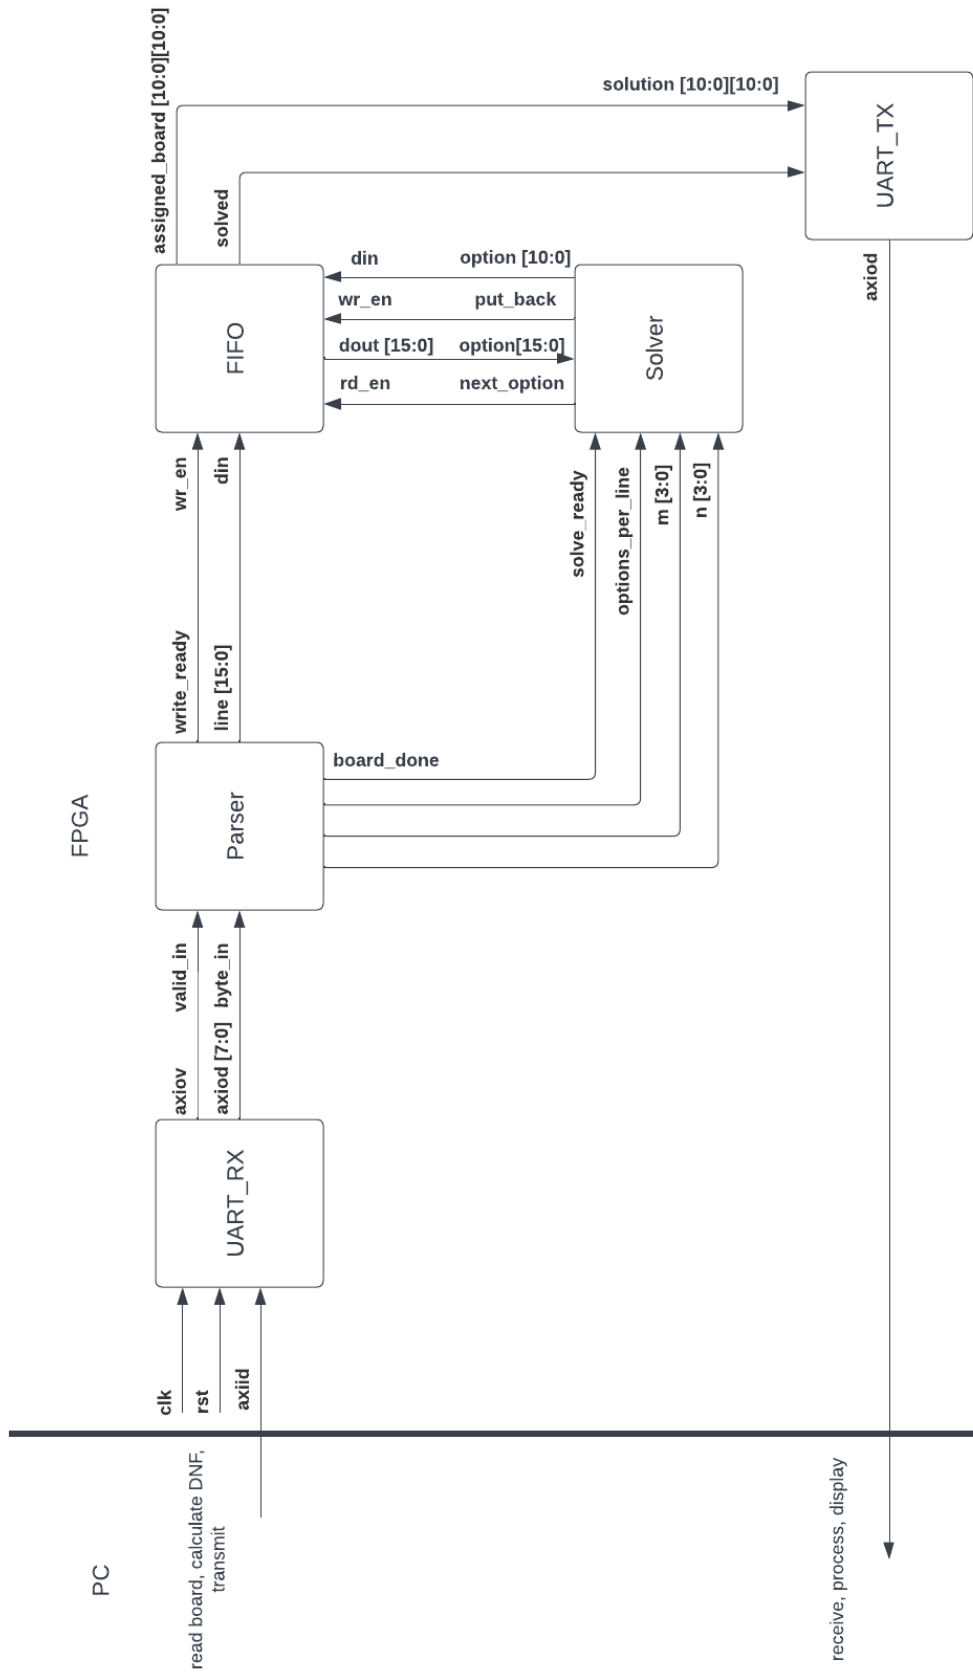 PC
FPGA
read board, calculate DNF,
transmit
clk
rst
axiid
UART_RX
axiov
valid_in
axiod [7:0]
byte_in
Parser
write_ready
wr_en
line [15:0]
din
board_done
solve_ready
options_per_line
m [3:0]
n [3:0]
FIFO
din
option [10:0]
wr_en
put_back
dout [15:0]
option[15:0]
rd_en
next_option
Solver
assigned_board [10:0][10:0]
solved
solution [10:0][10:0]
UART_TX
axiod
receive, process, display